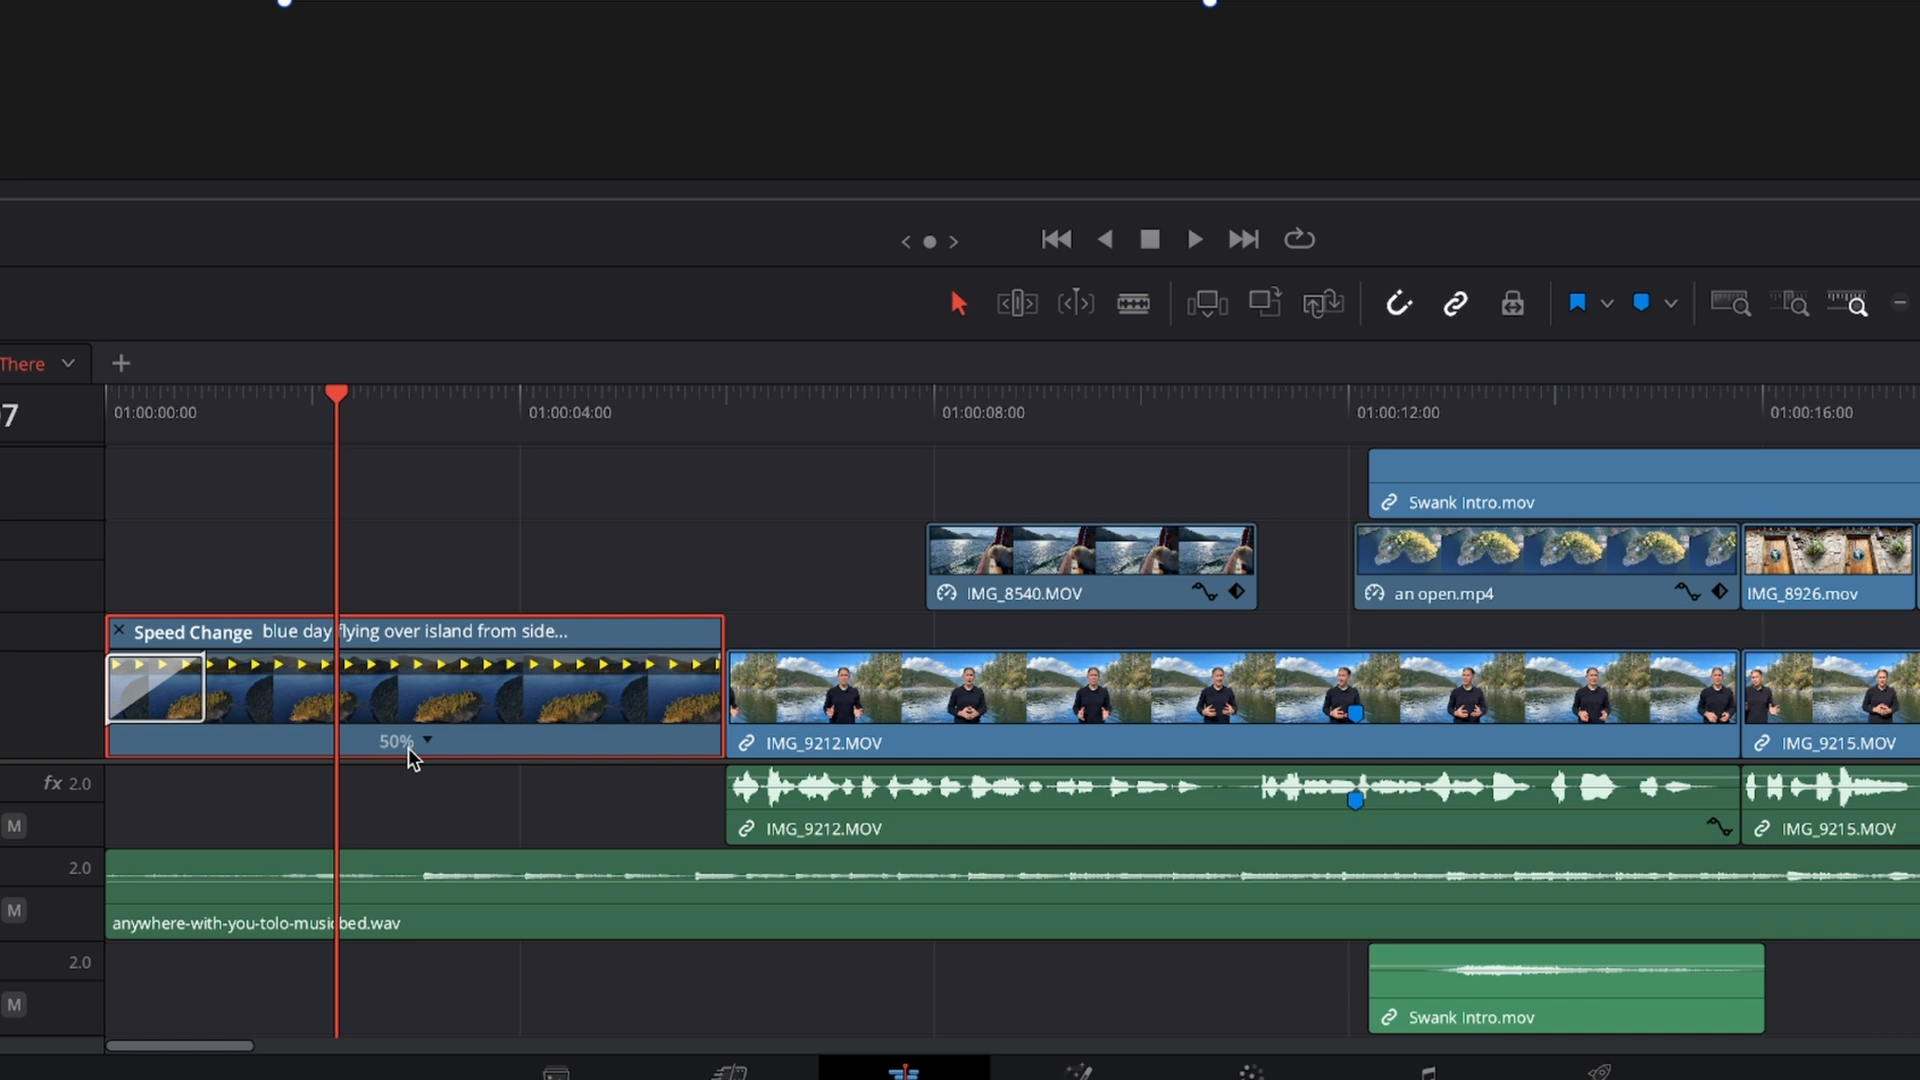 There
07
01:00:00:00
01:00:04:00
01:00:08:00
01:00:12:00
01:00:16:00
Swank Intro.mov
IMG_8540.MOV
an open.mp4
IMG_8926.mov
Speed Change blue day flying over island from side...
50%
IMG_9212.MOV
IMG_9215.MOV
fx 2.0
M
IMG_9212.MOV
IMG_9215.MOV
2.0
M
anywhere-with-you-tolo-musicbed.wav
2.0
M
Swank Intro.mov